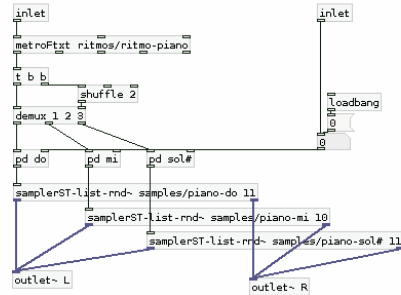 inlet
inlet
metroFtxt ritmos/ritmo-piano
t b b
shuffle 2
loadbang
demux 1 2 3
0
0
pd do
pd mi
pd sol#
samplerST-list-rnd~ samples/piano-do 11
samplerST-list-rnd~ samples/piano-mi 10
samplerST-list-rnd~ samples/piano-sol# 11
outlet~ L
outlet~ R